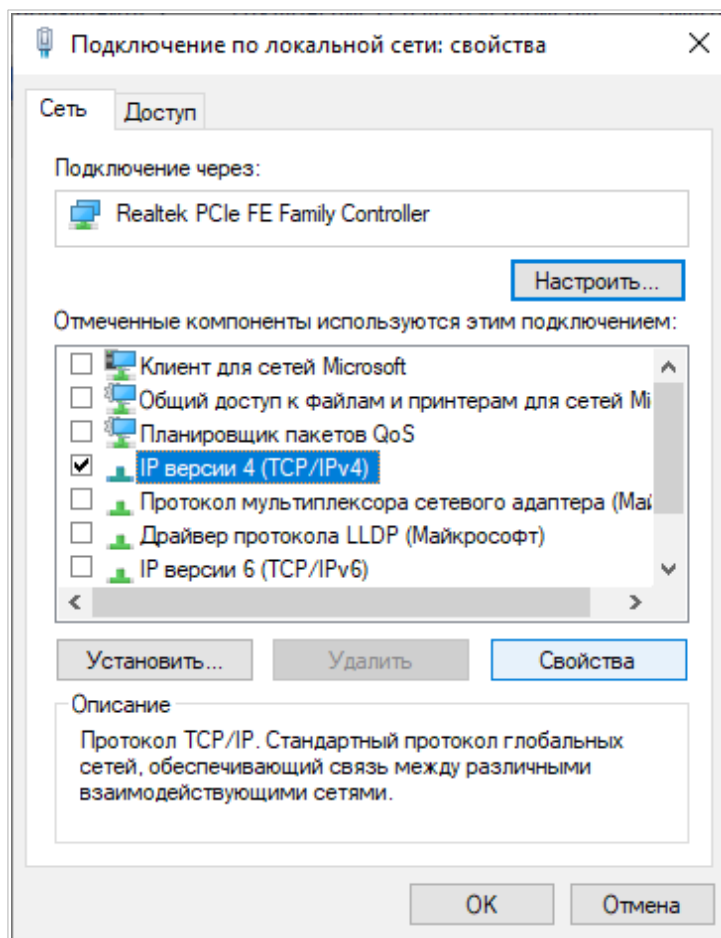 Подключение по локальной сети: свойства
Сеть Доступ
Подключение через:
Realtek PCIe FE Family Controller
Настроить...
Отмеченные компоненты используются этим подключением:
Клиент для сетей Microsoft
Общий доступ к файлам и принтерам для сетей Mi
Планировщик пакетов QoS
IP версии 4 (TCP/IPv4)
Протокол мультиплексора сетевого адаптера (Май
Драйвер протокола LLDP (Майкрософт)
IP версии 6 (TCP/IPv6)
Установить... Удалить Свойства
Описание
Протокол TCP/IP. Стандартный протокол глобальных
сетей, обеспечивающий связь между различными
взаимодействующими сетями.
OK Отмена